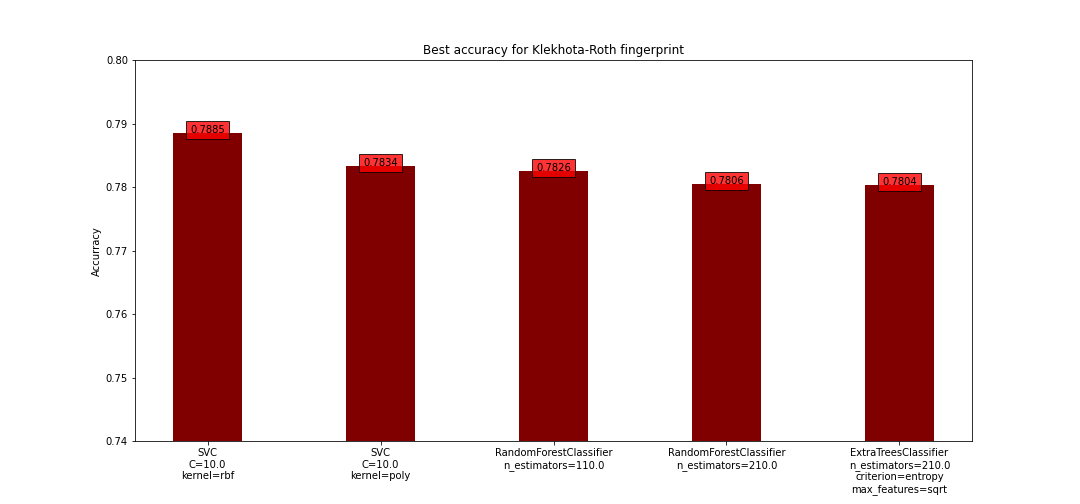 Best accuracy for Klekhota-Roth fingerprint
0.80
0.79
0.78
0.77
0.76
0.75
0.74
Accurracy
0.7885
0.7834
0.7826
0.7806
0.7804
SVC
C=10.0
kernel=rbf
SVC
C=10.0
kernel=poly
RandomForestClassifier
n_estimators=110.0
RandomForestClassifier
n_estimators=210.0
ExtraTreesClassifier
n_estimators=210.0
criterion=entropy
max_features=sqrt